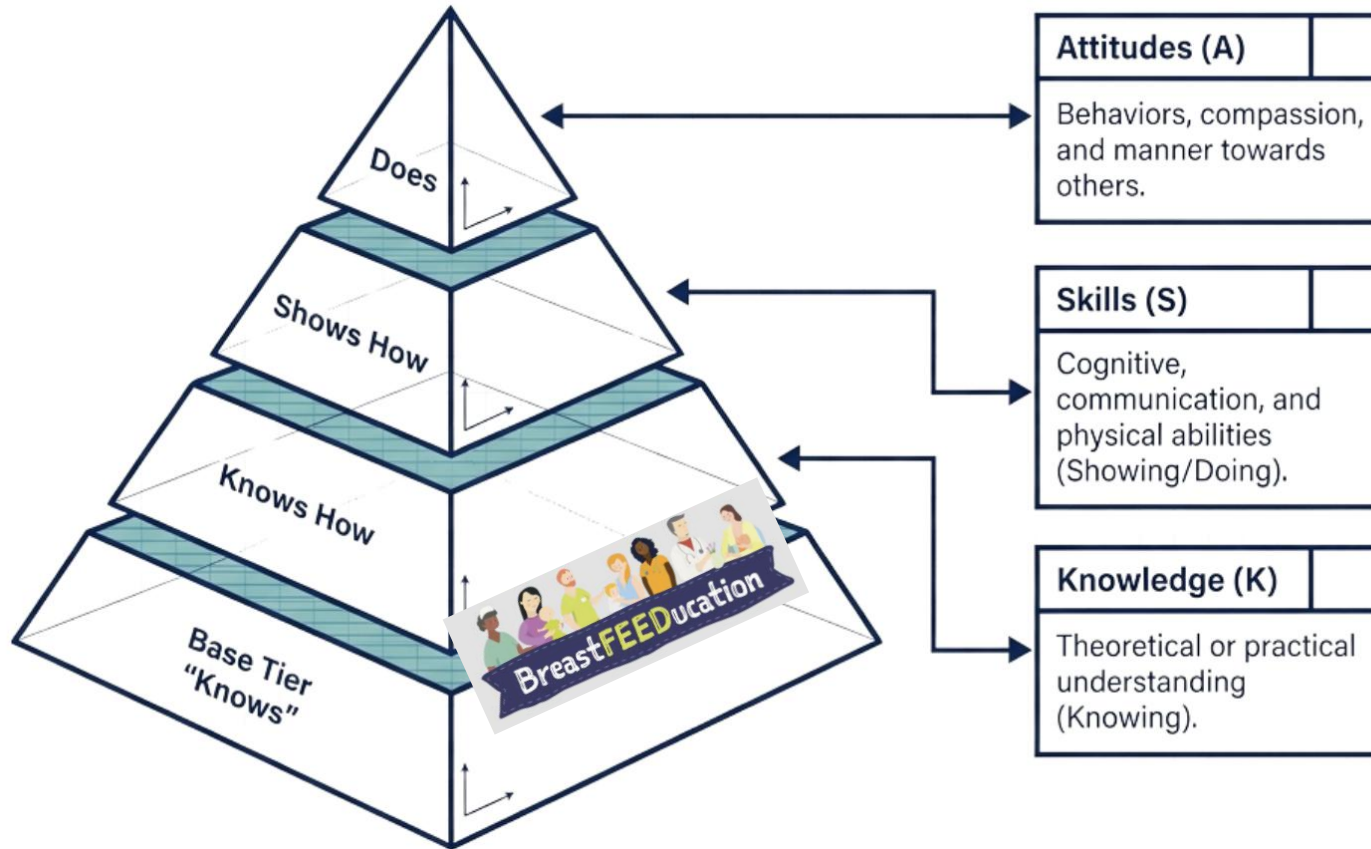 Does
Shows How
Knows How
Base Tier
“Knows”
BreastFEEDucation
Attitudes (A)
Behaviors, compassion,
and manner towards
others.
Skills (S)
Cognitive,
communication, and
physical abilities
(Showing/Doing).
Knowledge (K)
Theoretical or practical
understanding
(Knowing).